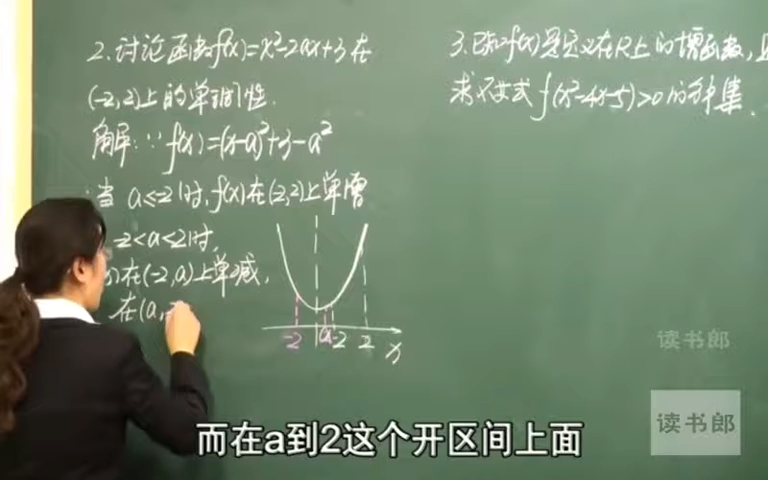 2. 讨论函数f(x)=x²-2ax+3在
(-2,2)上的单调性.
解:∵f(x)=(x-a)²+3-a²
当 a≤-2时,f(x)在(-2,2)上单增
-2<a<2时,
在(-2,a)上单减,
在(a,
-2 a -2 2 x
3. 已知f(x)是定义在R上的增函数,
求不等式 f(x²-4x-5)>0的解集.
读书郎
读书郎
而在a到2这个开区间上面